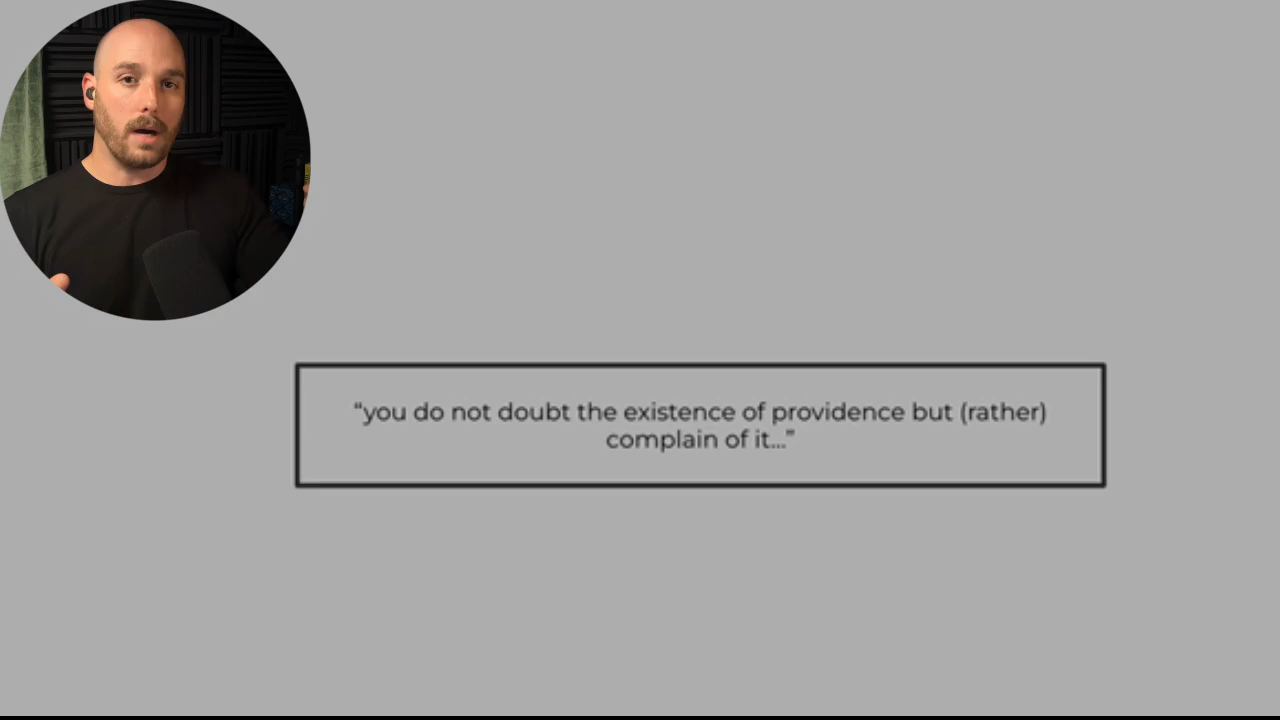 “you do not doubt the existence of providence but (rather)
complain of it...”